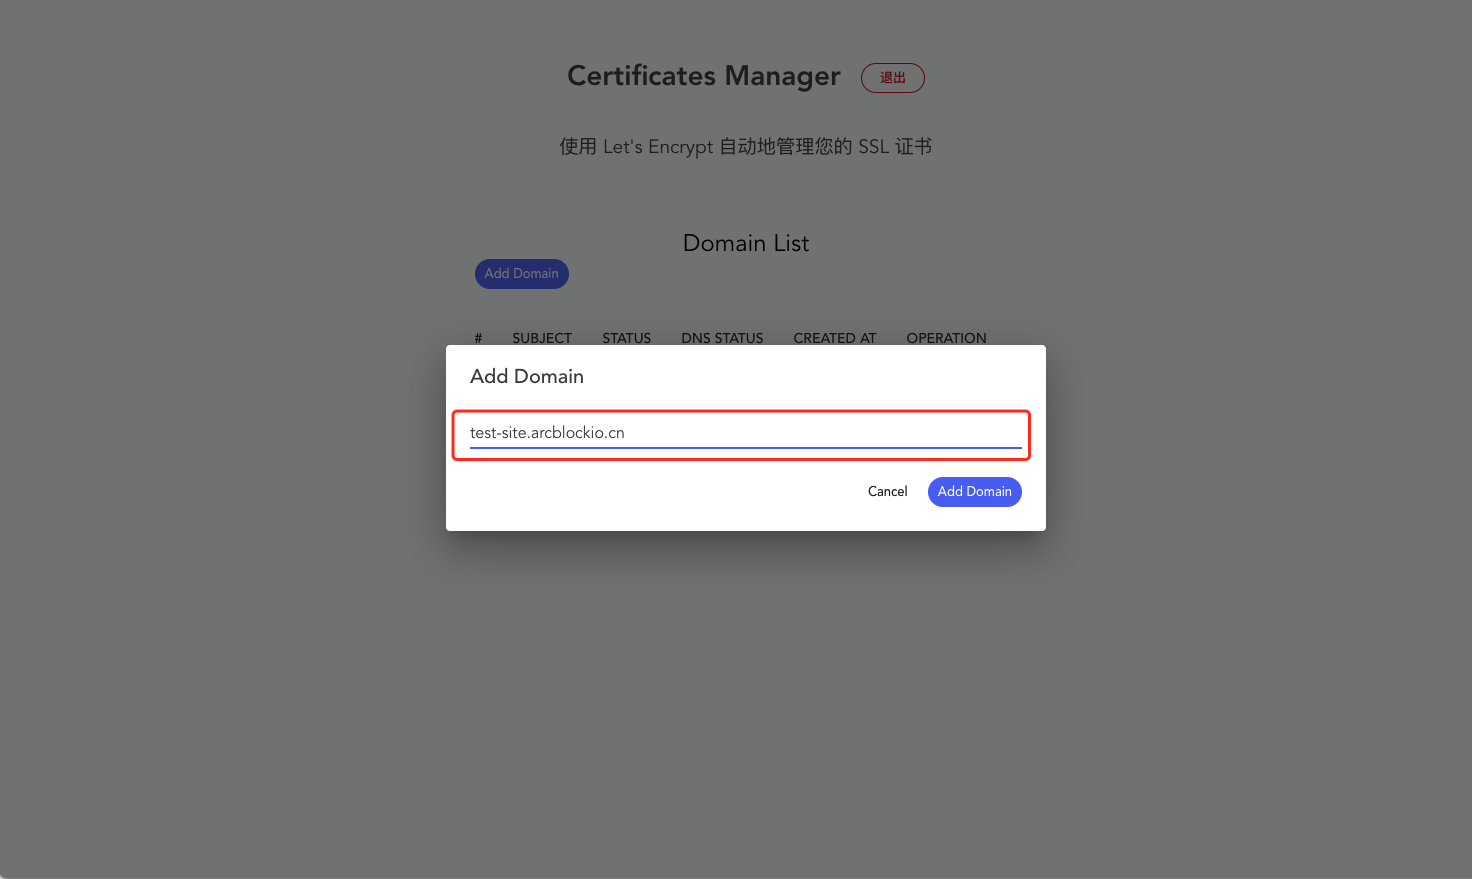 Certificates Manager 退出
使用 Let's Encrypt 自动地管理您的 SSL 证书
Domain List
Add Domain
# SUBJECT STATUS DNS STATUS CREATED AT OPERATION
Add Domain
test-site.arcblockio.cn
Cancel Add Domain